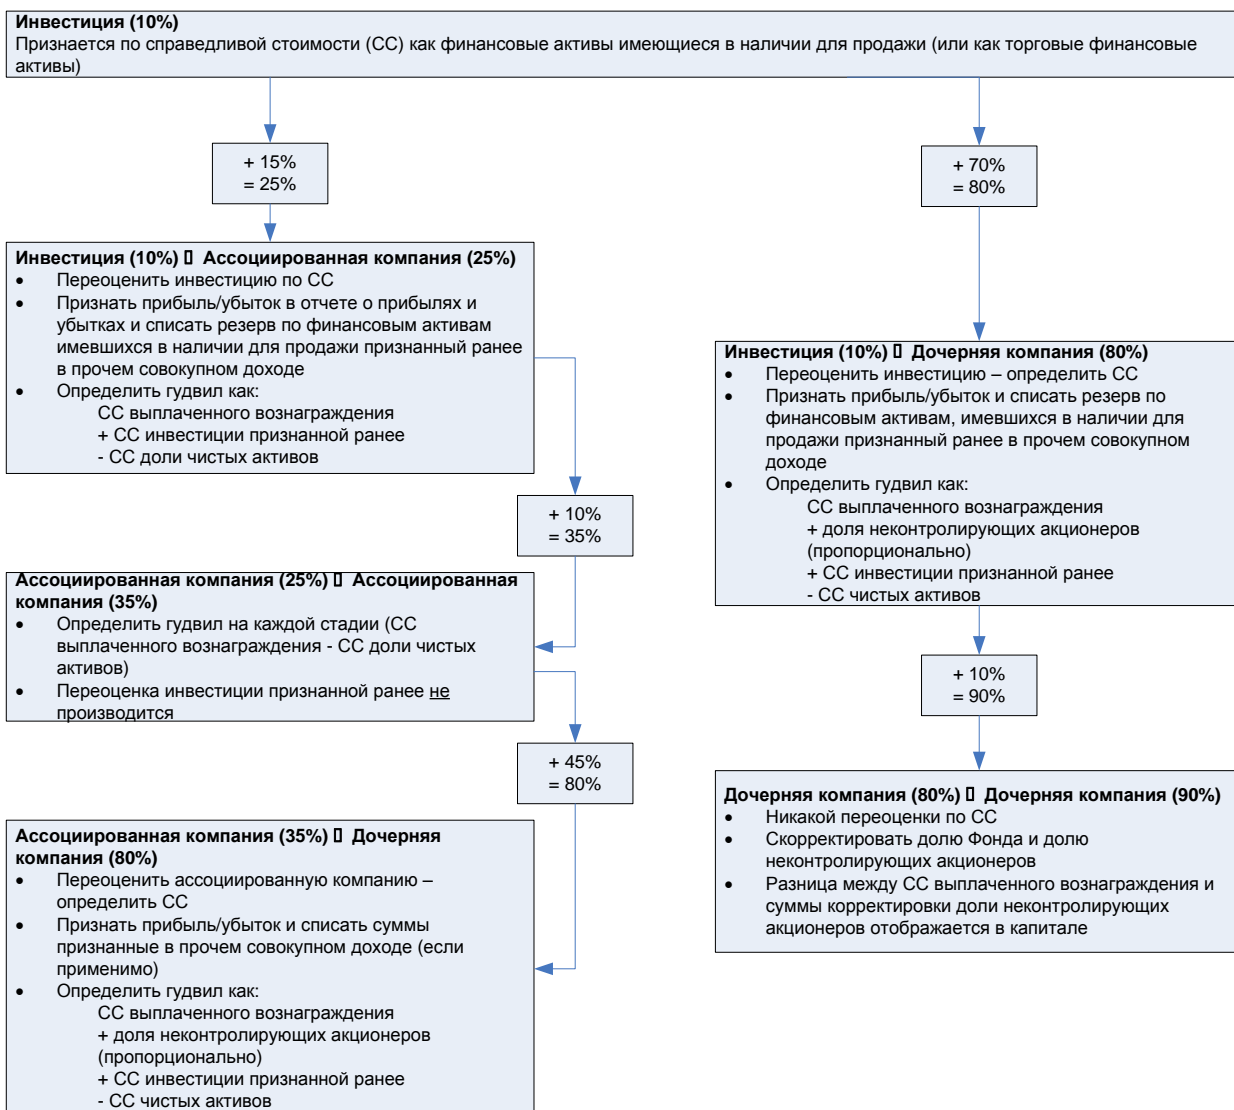 Инвестиция (10%)
Признается по справедливой стоимости (СС) как финансовые активы имеющиеся в наличии для продажи (или как торговые финансовые
активы)
+ 15%
= 25%
Инвестиция (10%) ▯ Ассоциированная компания (25%)
• Переоценить инвестицию по СС
• Признать прибыль/убыток в отчете о прибылях и
убытках и списать резерв по финансовым активам
имевшихся в наличии для продажи признанный ранее
в прочем совокупном доходе
• Определить гудвил как:
СС выплаченного вознаграждения
+ СС инвестиции признанной ранее
- СС доли чистых активов
+ 10%
= 35%
Ассоциированная компания (25%) ▯ Ассоциированная
компания (35%)
• Определить гудвил на каждой стадии (СС
выплаченного вознаграждения - СС доли чистых
активов)
• Переоценка инвестиции признанной ранее не
производится
+ 45%
= 80%
Ассоциированная компания (35%) ▯ Дочерняя
компания (80%)
• Переоценить ассоциированную компанию –
определить СС
• Признать прибыль/убыток и списать суммы
признанные в прочем совокупном доходе (если
применимо)
• Определить гудвил как:
СС выплаченного вознаграждения
+ доля неконтролирующих акционеров
(пропорционально)
+ СС инвестиции признанной ранее
- СС чистых активов
+ 70%
= 80%
Инвестиция (10%) ▯ Дочерняя компания (80%)
• Переоценить инвестицию – определить СС
• Признать прибыль/убыток и списать резерв по
финансовым активам, имевшихся в наличии для
продажи признанный ранее в прочем совокупном
доходе
• Определить гудвил как:
СС выплаченного вознаграждения
+ доля неконтролирующих акционеров
(пропорционально)
+ СС инвестиции признанной ранее
- СС чистых активов
+ 10%
= 90%
Дочерняя компания (80%) ▯ Дочерняя компания (90%)
• Никакой переоценки по СС
• Скорректировать долю Фонда и долю
неконтролирующих акционеров
• Разница между СС выплаченного вознаграждения и
суммы корректировки доли неконтролирующих
акционеров отображается в капитале